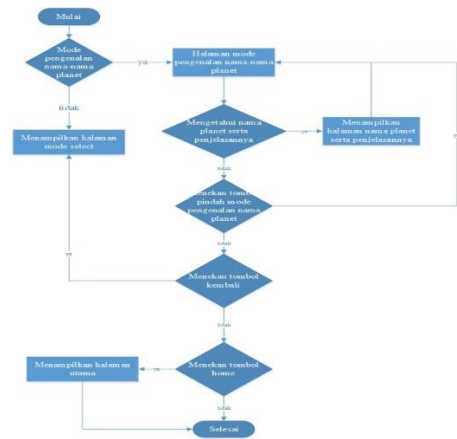 Mulai
Mode
pengenalan
nama-nama
planet
ya
Halaman mode
pengenalan nama-nama
planet
tidak
Mengetahui nama
planet serta
penjelasannya
ya
Menampilkan
halaman nama planet
serta penjelasannya
Menampilkan halaman
mode select
tidak
Menekan tombol
pindah mode
pengenalan nama
planet
tidak
Menekan tombol
kembali
ya
tidak
Menampilkan halaman
utama
ya
Menekan tombol
home
tidak
Selesai